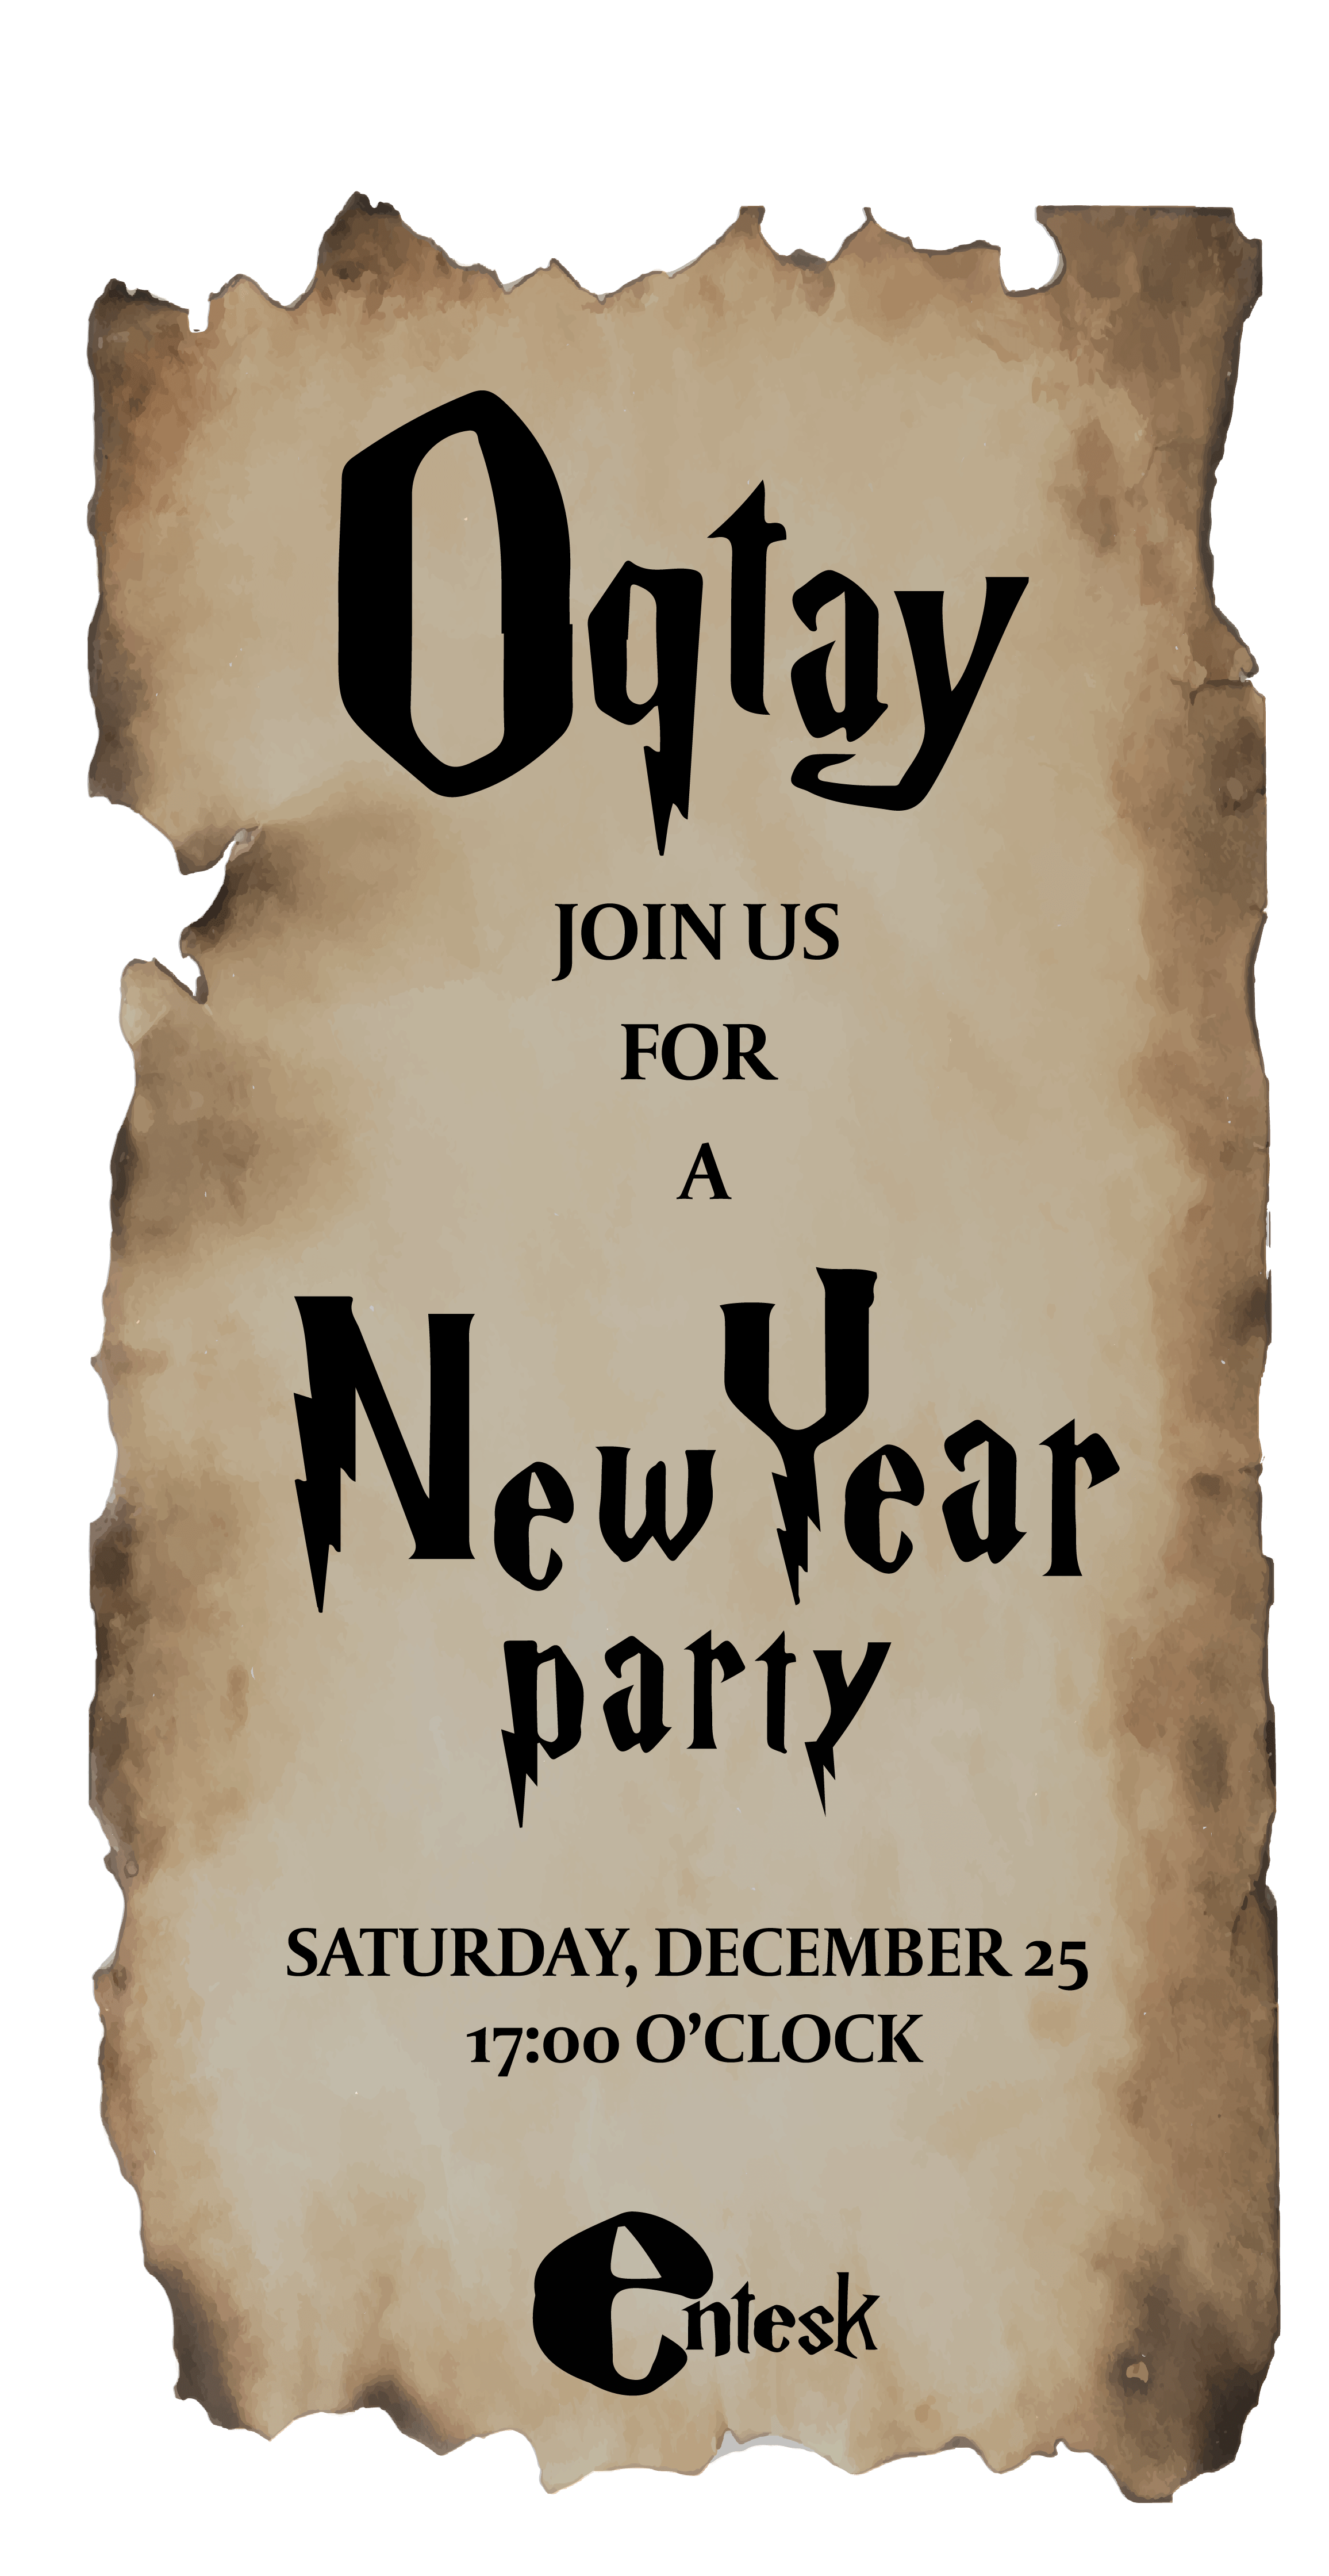 Oqtay
JOIN US
FOR
A
New Year
party
SATURDAY, DECEMBER 25
17:00 O’CLOCK
entesk